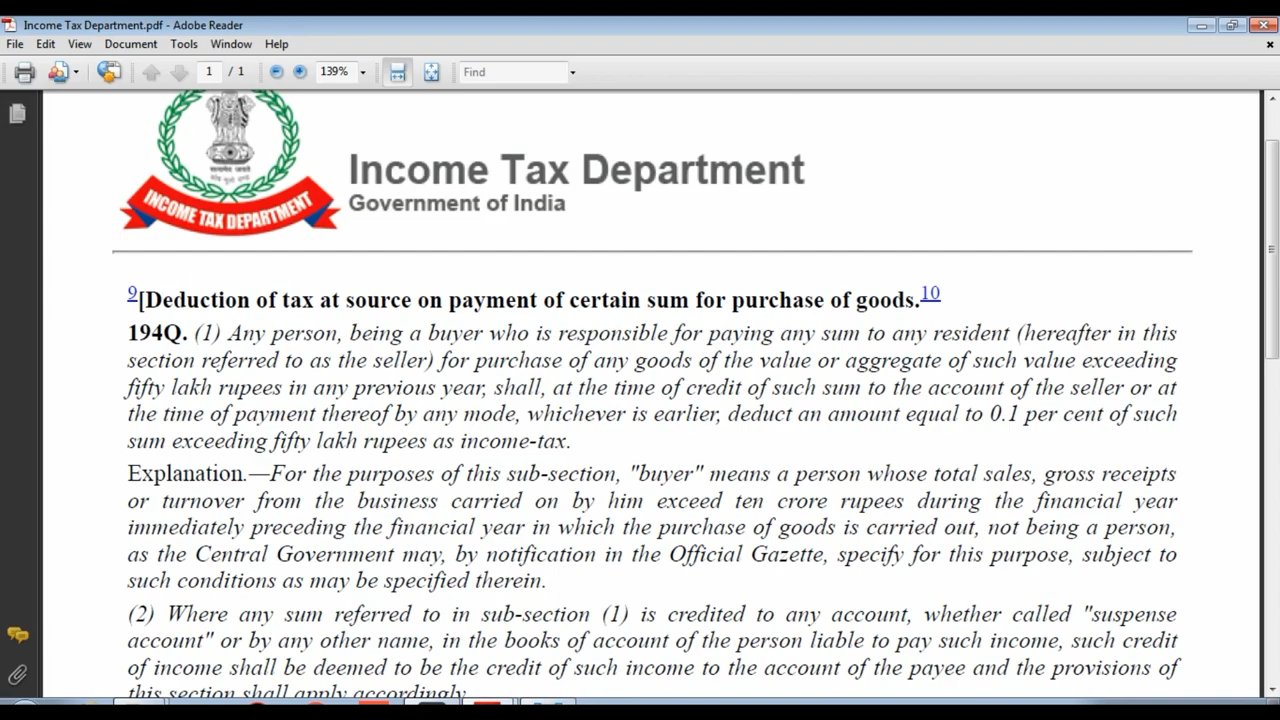 Income Tax Department.pdf - Adobe Reader
File Edit View Document Tools Window Help
1 / 1 139% Find
INCOME TAX DEPARTMENT
Income Tax Department
Government of India
9[Deduction of tax at source on payment of certain sum for purchase of goods.10
194Q. (1) Any person, being a buyer who is responsible for paying any sum to any resident (hereafter in this
section referred to as the seller) for purchase of any goods of the value or aggregate of such value exceeding
fifty lakh rupees in any previous year, shall, at the time of credit of such sum to the account of the seller or at
the time of payment thereof by any mode, whichever is earlier, deduct an amount equal to 0.1 per cent of such
sum exceeding fifty lakh rupees as income-tax.
Explanation.—For the purposes of this sub-section, "buyer" means a person whose total sales, gross receipts
or turnover from the business carried on by him exceed ten crore rupees during the financial year
immediately preceding the financial year in which the purchase of goods is carried out, not being a person,
as the Central Government may, by notification in the Official Gazette, specify for this purpose, subject to
such conditions as may be specified therein.
(2) Where any sum referred to in sub-section (1) is credited to any account, whether called "suspense
account" or by any other name, in the books of account of the person liable to pay such income, such credit
of income shall be deemed to be the credit of such income to the account of the payee and the provisions of
this section shall apply accordingly